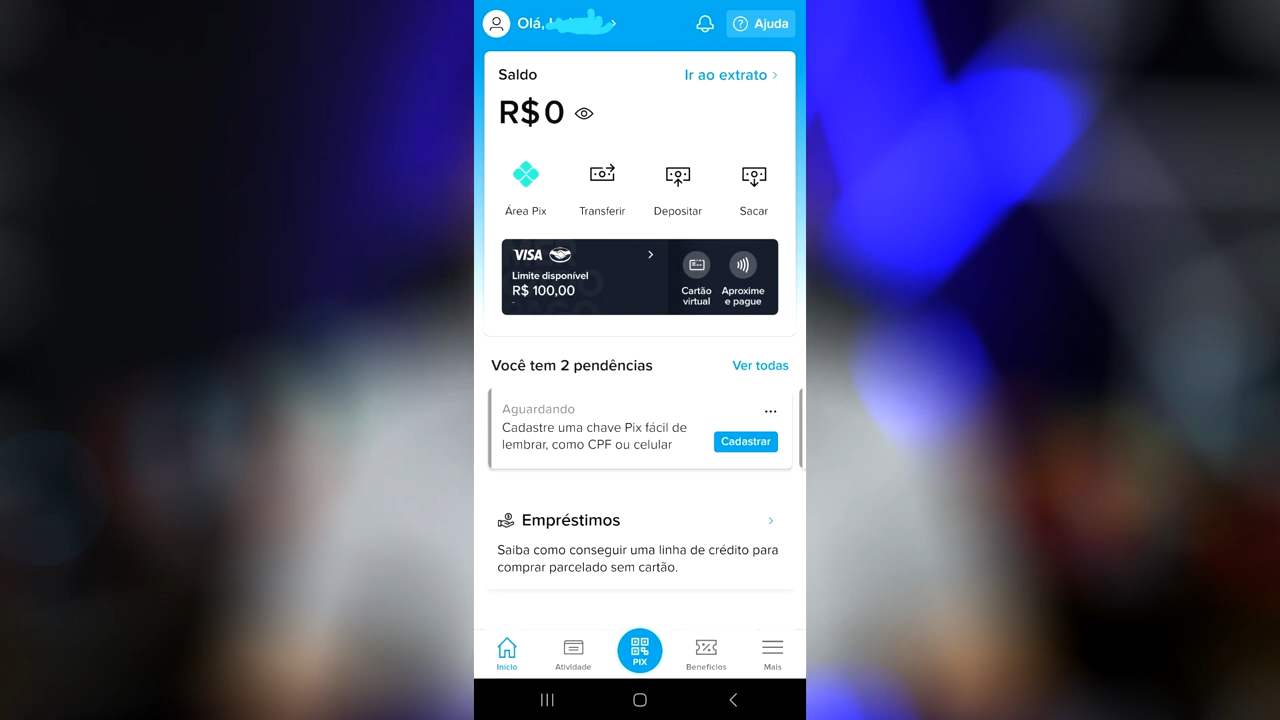 Olá,
Ajuda
Saldo
Ir ao extrato
R$ 0
Área Pix
Transferir
Depositar
Sacar
VISA
Limite disponível
R$ 100,00
Cartão
virtual
Aproxime
e pague
Você tem 2 pendências
Ver todas
Aguardando
Cadastre uma chave Pix fácil de
lembrar, como CPF ou celular
Cadastrar
Empréstimos
Saiba como conseguir uma linha de crédito para
comprar parcelado sem cartão.
Início
Atividade
PIX
Benefícios
Mais